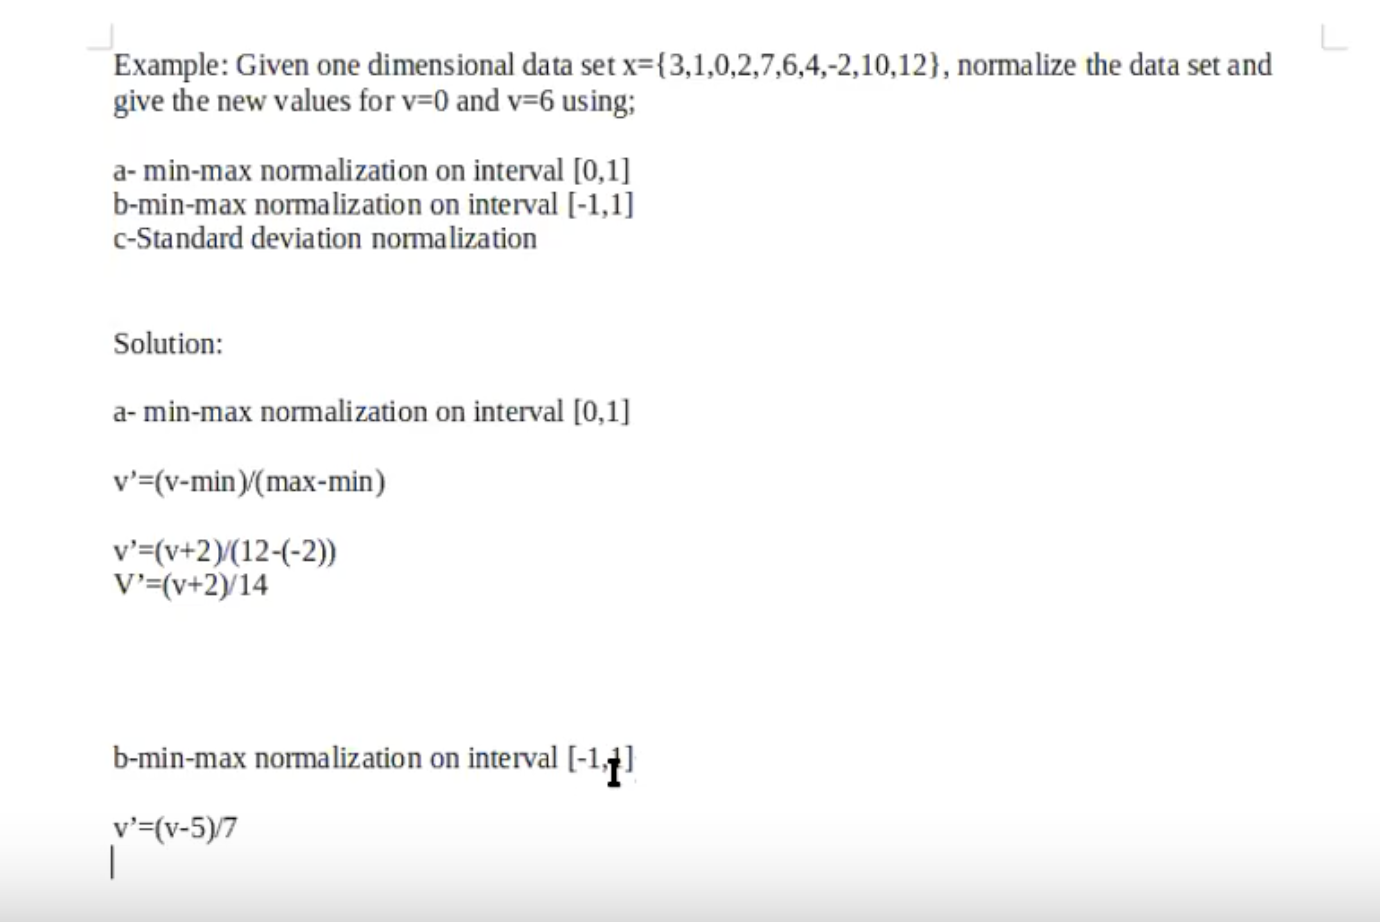 Example: Given one dimensional data set x={3,1,0,2,7,6,4,-2,10,12}, normalize the data set and
give the new values for v=0 and v=6 using;
a- min-max normalization on interval [0,1]
b-min-max normalization on interval [-1,1]
c-Standard deviation normalization
Solution:
a- min-max normalization on interval [0,1]
v’=(v-min)/(max-min)
v’=(v+2)/(12-(-2))
V’=(v+2)/14
b-min-max normalization on interval [-1,1]
v’=(v-5)/7